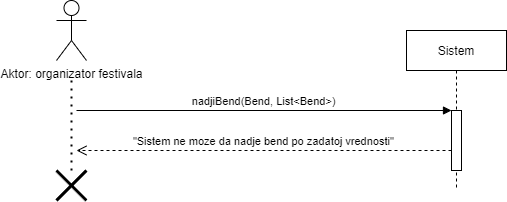 Sistem
Aktor: organizator festivala
nadjiBend(Bend, List<Bend>)
"Sistem ne moze da nadje bend po zadatoj vrednosti"